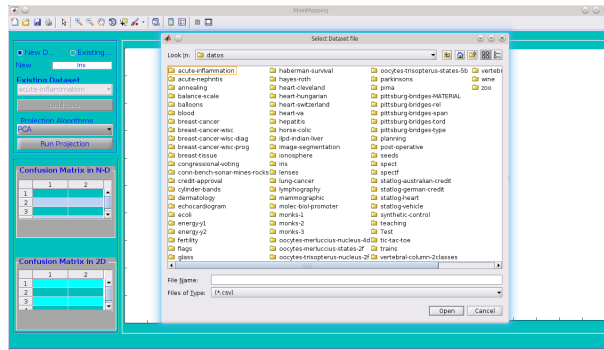 MainMapping
New D... Existing...
New Iris
Existing Dataset
acute-inflammation
Load Data
Projection Algorithms
PCA
Run Projection
Confusion Matrix in N-D
1 2
1
2
3
Confusion Matrix in 2D
1 2
1
2
3
Select Dataset file
Look In: datos
acute-inflammation
acute-nephritis
annealing
balance-scale
balloons
blood
breast-cancer
breast-cancer-wisc
breast-cancer-wisc-diag
breast-cancer-wisc-prog
breast-tissue
congressional-voting
conn-bench-sonar-mines-rocks
credit-approval
cylinder-bands
dermatology
echocardiogram
ecoli
energy-y1
energy-y2
fertility
flags
glass
haberman-survival
hayes-roth
heart-cleveland
heart-hungarian
heart-switzerland
heart-va
hepatitis
horse-colic
ilpd-indian-liver
image-segmentation
ionosphere
iris
lenses
lung-cancer
lymphography
mammographic
molec-biol-promoter
monks-1
monks-2
monks-3
oocytes-merluccius-nucleus-4d
oocytes-merluccius-states-2f
oocytes-trisopterus-nucleus-2f
oocytes-trisopterus-states-5b
parkinsons
pima
pittsburg-bridges-MATERIAL
pittsburg-bridges-rel
pittsburg-bridges-span
pittsburg-bridges-tord
pittsburg-bridges-type
planning
post-operative
seeds
spect
spectf
statlog-australian-credit
statlog-german-credit
statlog-heart
statlog-vehicle
synthetic-control
teaching
Test
tic-tac-toe
trains
vertebral-column-2classes
vertebr
wine
zoo
File Name:
Files of Type: (*.csv)
Open Cancel